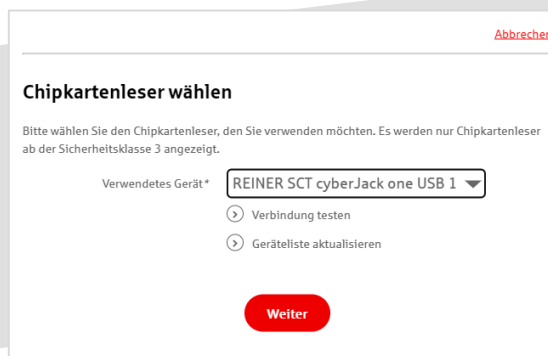 Abbrechen
Chipkartenleser wählen
Bitte wählen Sie den Chipkartenleser, den Sie verwenden möchten. Es werden nur Chipkartenleser
ab der Sicherheitsklasse 3 angezeigt.
Verwendetes Gerät* REINER SCT cyberJack one USB 1
Verbindung testen
Geräteliste aktualisieren
Weiter